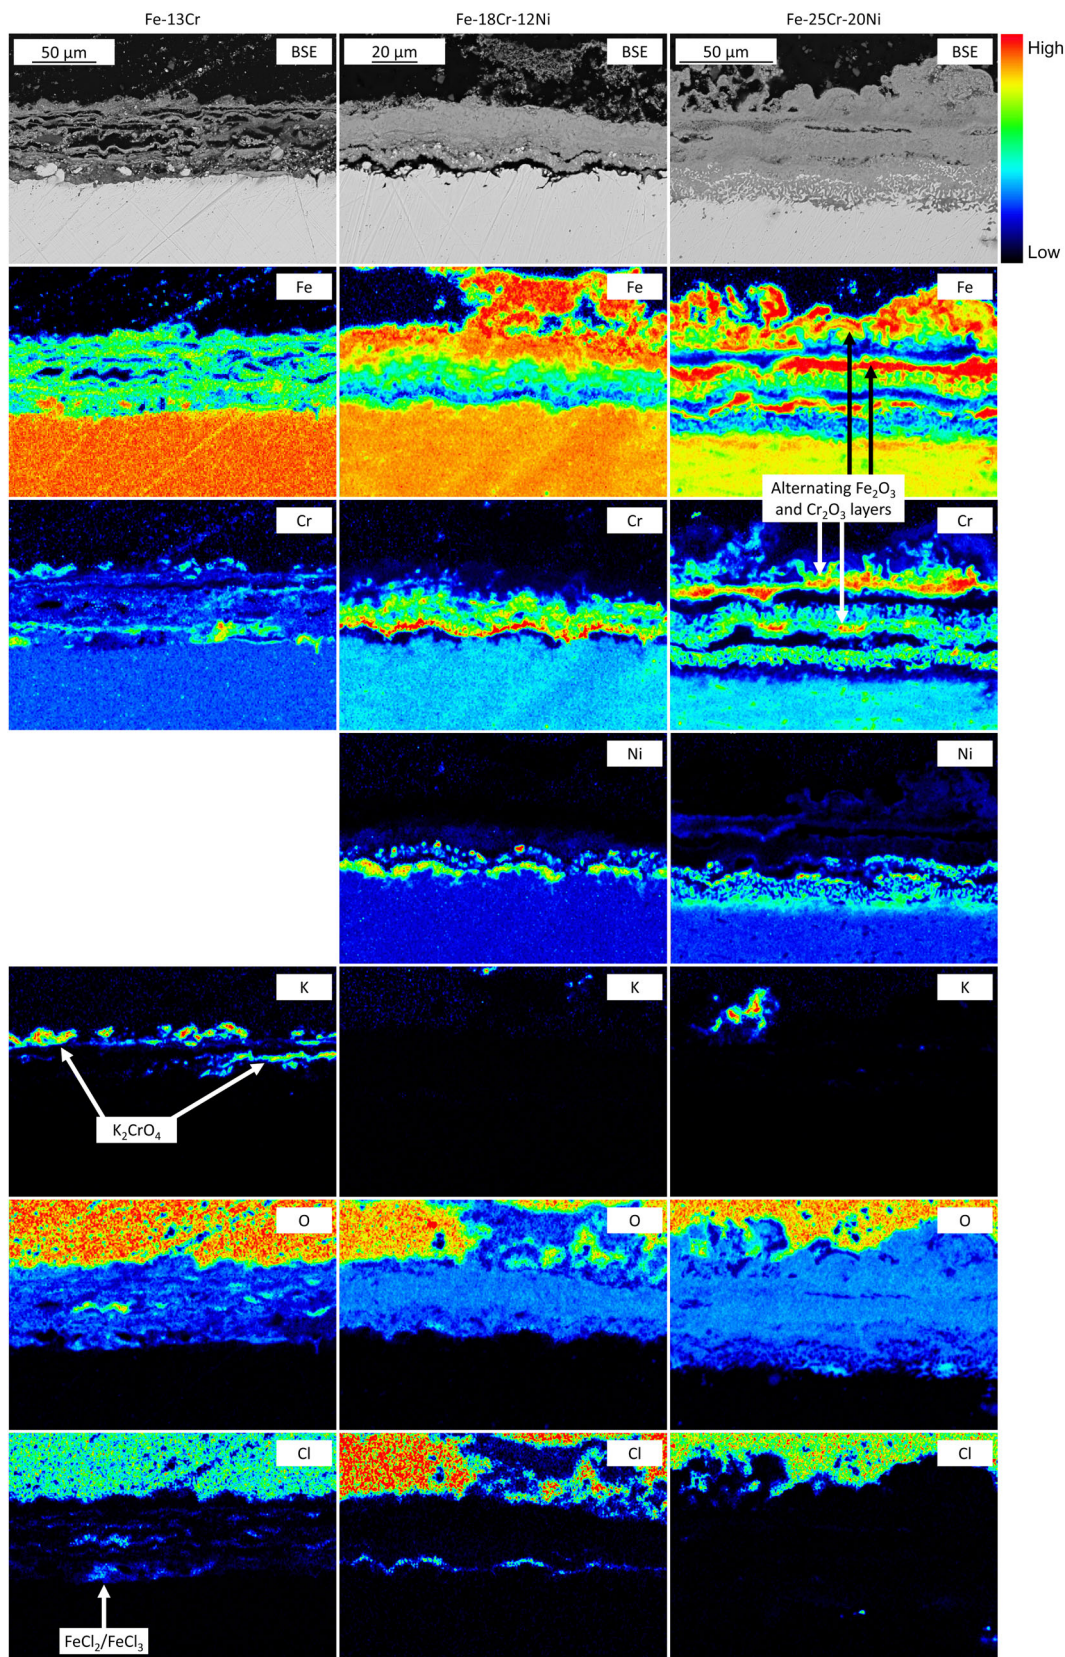 Fe-13Cr Fe-18Cr-12Ni Fe-25Cr-20Ni
50 µm BSE 20 µm BSE 50 µm BSE
High
Low
Fe Fe Fe
Alternating Fe₂O₃
and Cr₂O₃ layers
Cr Cr Cr
Ni Ni
K K K
K₂CrO₄
O O O
Cl Cl Cl
FeCl₂/FeCl₃